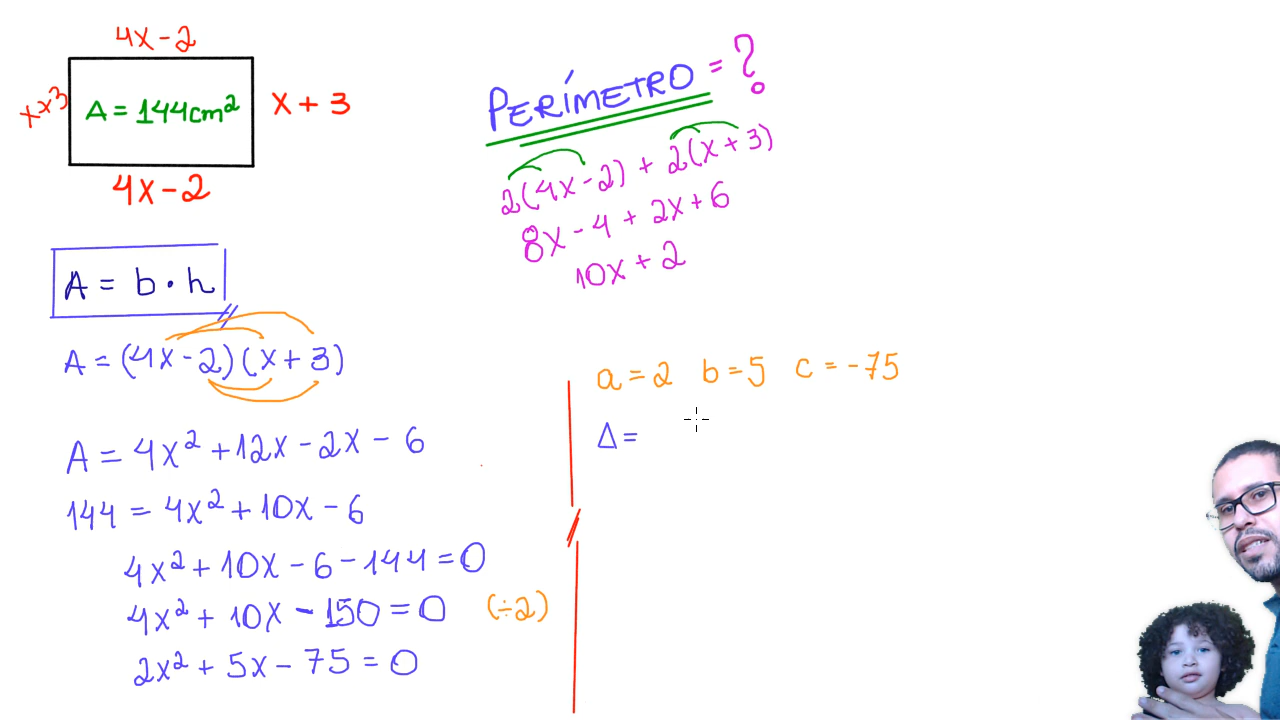 4x - 2
x+3
A = 144cm²
x + 3
4x - 2
PERÍMETRO = ?
2(4x - 2) + 2(x + 3)
8x - 4 + 2x + 6
10x + 2
A = b · h
A = (4x - 2)(x + 3)
A = 4x² + 12x - 2x - 6
144 = 4x² + 10x - 6
4x² + 10x - 6 - 144 = 0
4x² + 10x - 150 = 0 (÷2)
2x² + 5x - 75 = 0
a = 2 b = 5 c = -75
Δ =